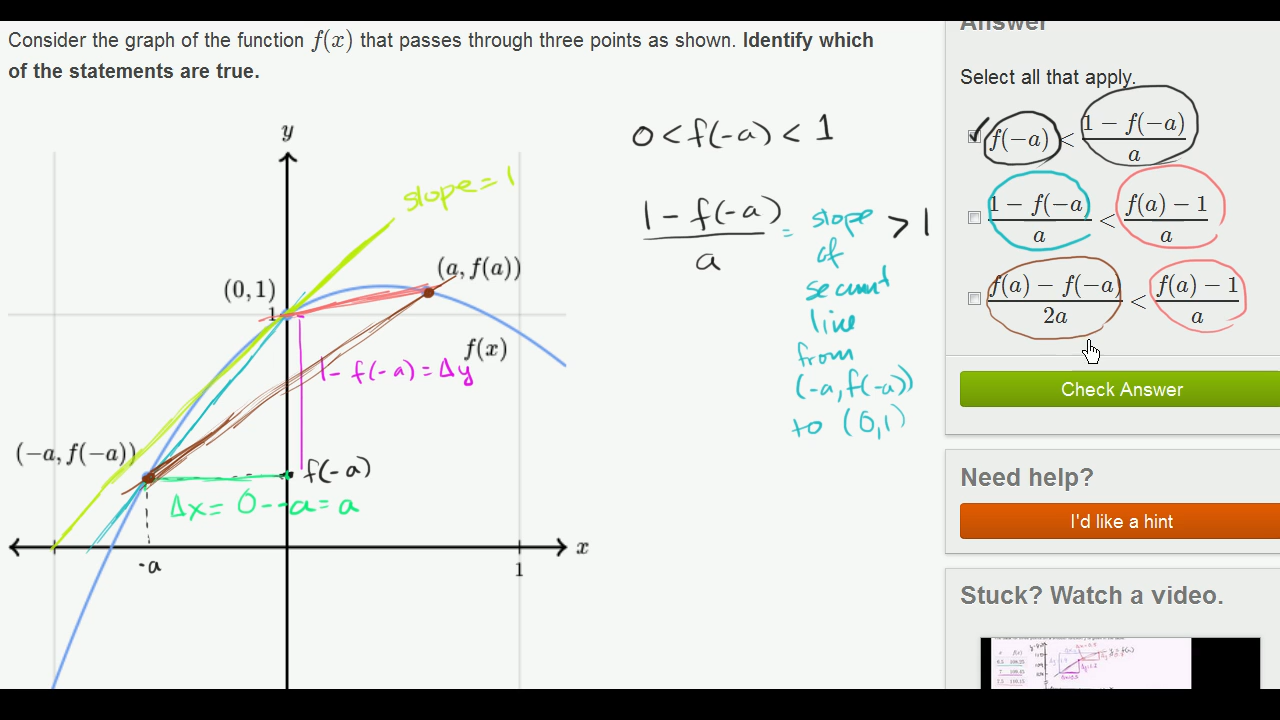 Consider the graph of the function f(x) that passes through three points as shown. Identify which
of the statements are true.
y
slope = 1
(a, f(a))
(0, 1)
1
f(x)
1 - f(-a) = Δy
(-a, f(-a))
f(-a)
Δx = 0 - -a = a
x
-a
1
0 < f(-a) < 1
1 - f(-a)
a
=
slope
of
secant
line
from
(-a, f(-a))
to (0,1)
> 1
Answer
Select all that apply.
f(−a) < 1 − f(−a)
a
1 − f(−a < f(a) − 1
a a
f(a) − f(−a < f(a) − 1
2a a
Check Answer
Need help?
I'd like a hint
Stuck? Watch a video.